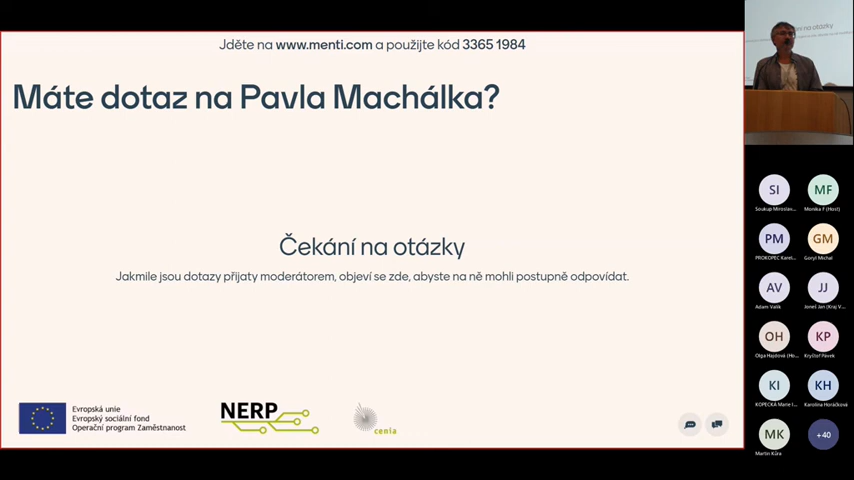 Jděte na www.menti.com a použijte kód 3365 1984
Máte dotaz na Pavla Machálka?
Čekání na otázky
Jakmile jsou dotazy přijaty moderátorem, objeví se zde, abyste na ně mohli postupně odpovídat.
Evropská unie
Evropský sociální fond
Operační program Zaměstnanost
NERP
cenia
SI
MF
Soukup Miroslav...
Monika F (Host)
PM
GM
PROKOPEC Karel...
Goryl Michal
AV
JJ
Adam Vašík
Joneš Jan (Kraj V...
OH
KP
Olga Hajdová (Ho...
Kryštof Pávek
KI
KH
KOPECKÁ Marie I...
Karolína Horáčková
MK
+40
Martin Kůra